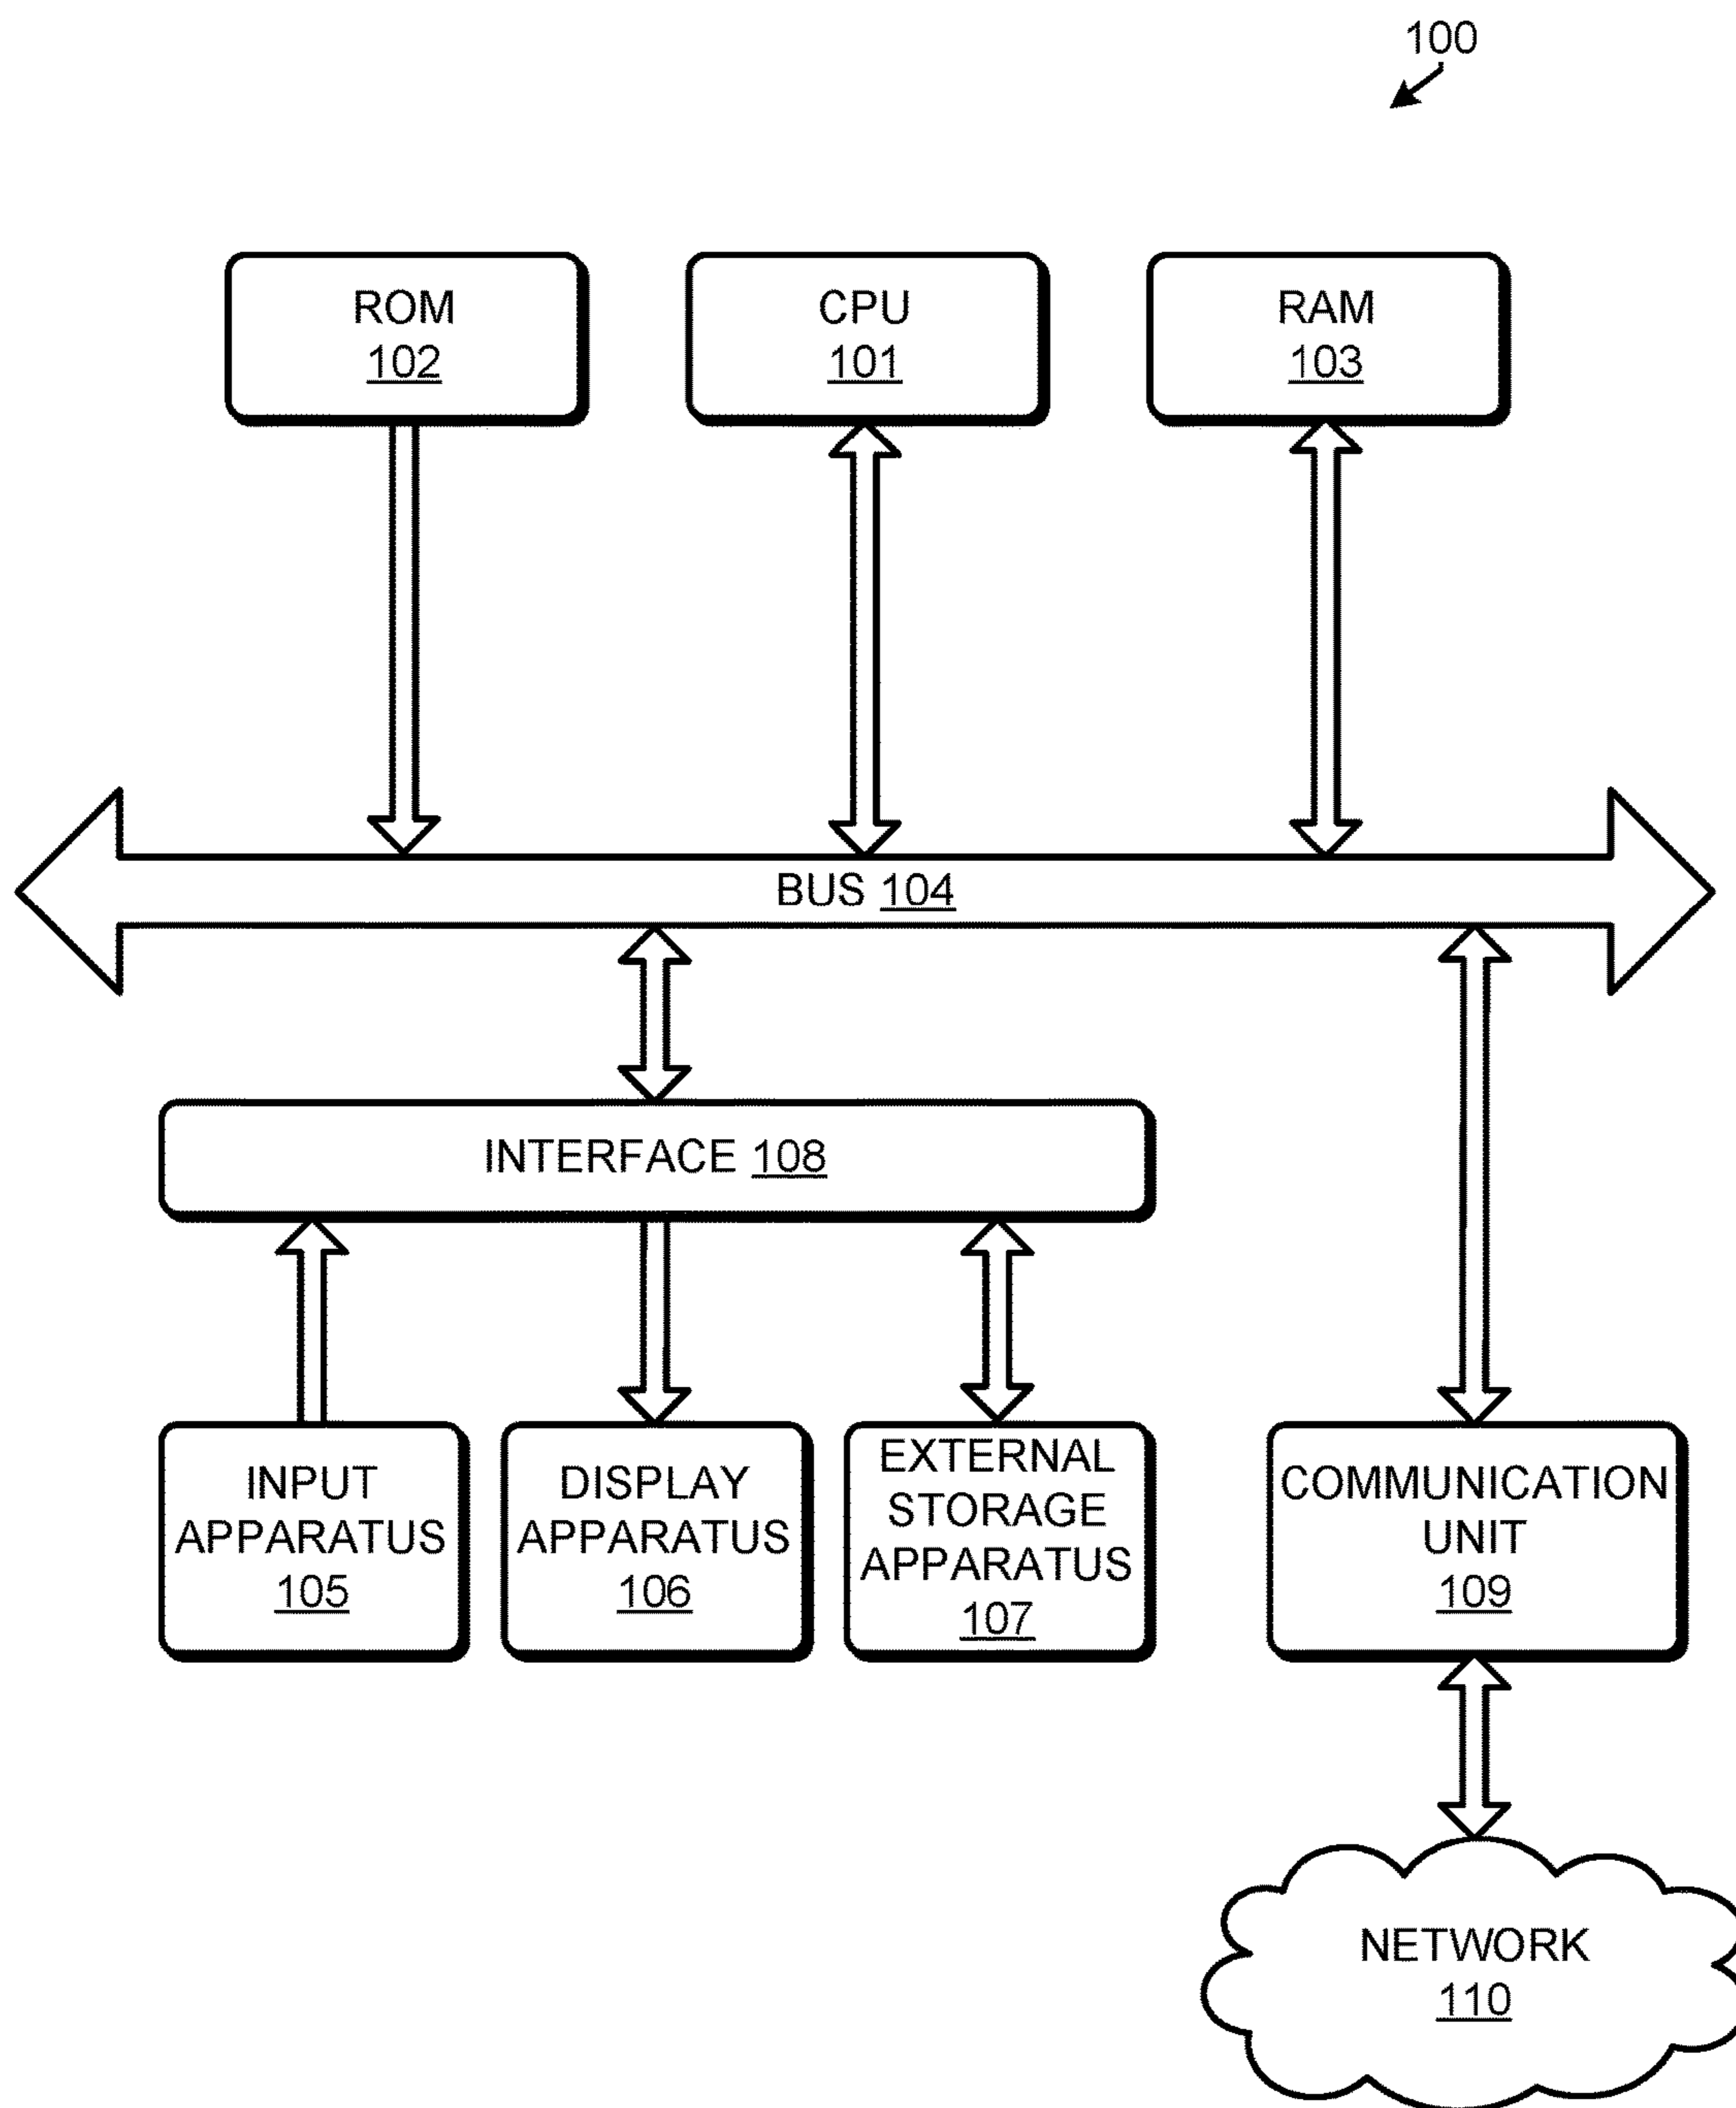 100
ROM
102
CPU
101
RAM
103
BUS 104
INTERFACE 108
INPUT
APPARATUS
105
DISPLAY
APPARATUS
106
EXTERNAL
STORAGE
APPARATUS
107
COMMUNICATION
UNIT
109
NETWORK
110